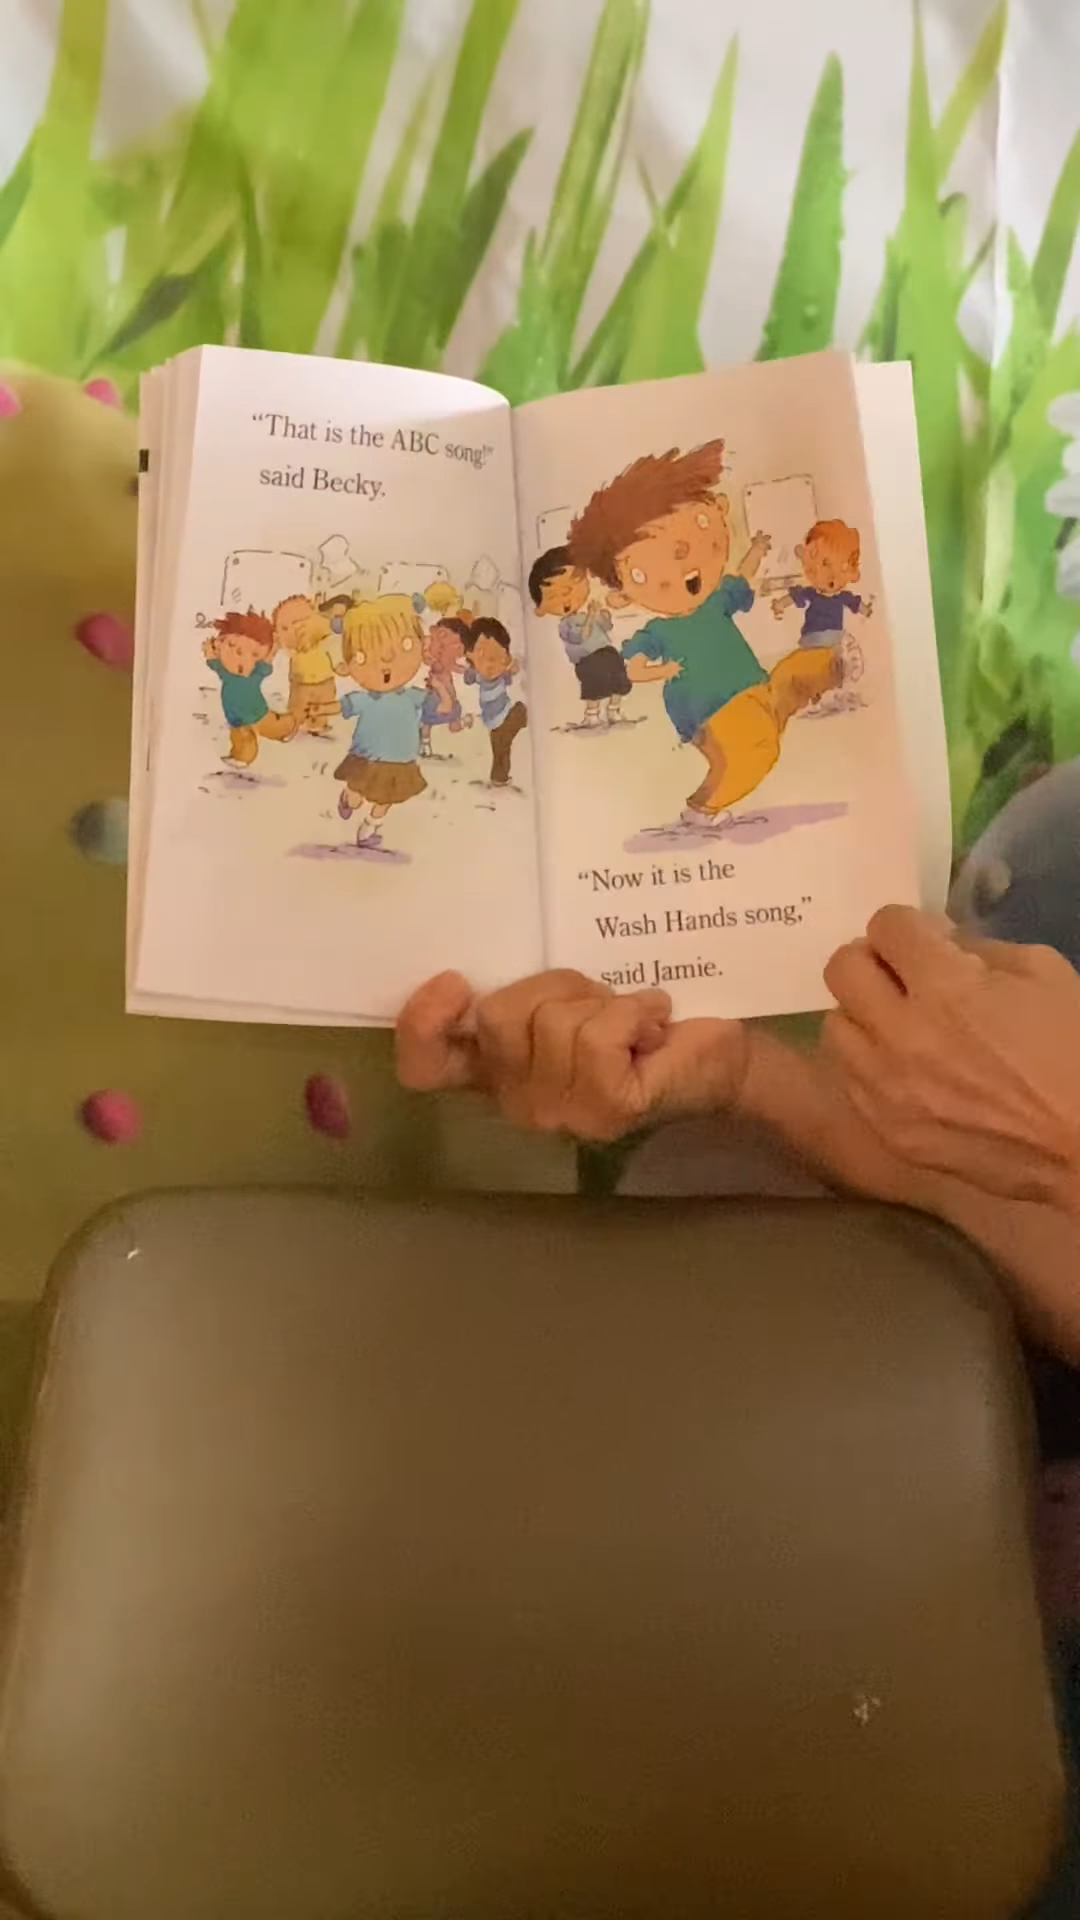 “That is the ABC song!”
said Becky.
“Now it is the
Wash Hands song,”
said Jamie.